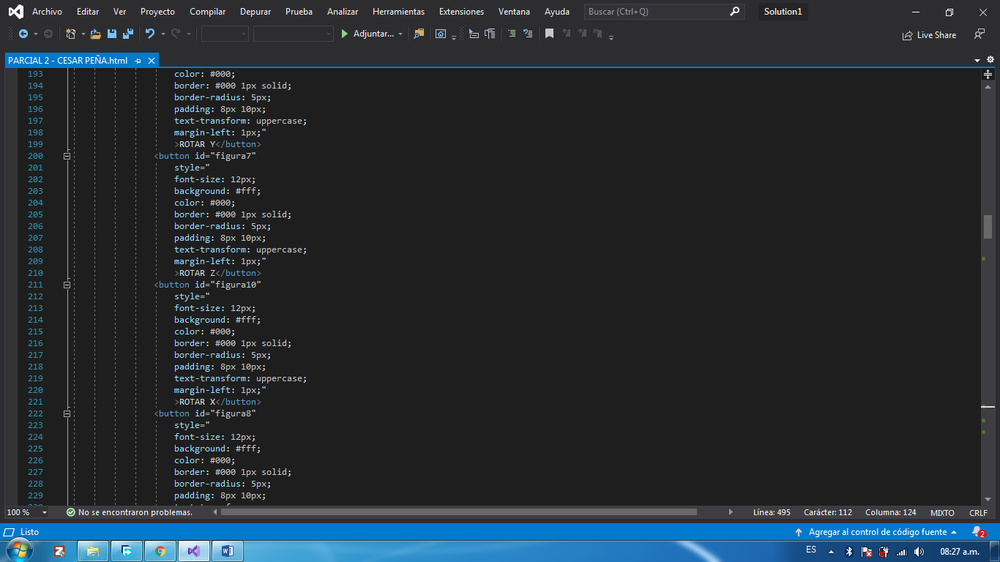 Archivo Editar Ver Proyecto Compilar Depurar Prueba Analizar Herramientas Extensiones Ventana Ayuda Buscar (Ctrl+Q) Solution1
Adjuntar... Live Share
PARCIAL 2 - CESAR PEÑA.html
193 color: #000;
194 border: #000 1px solid;
195 border-radius: 5px;
196 padding: 8px 10px;
197 text-transform: uppercase;
198 margin-left: 1px;"
199 >ROTAR Y</button>
200 <button id="figura7"
201 style="
202 font-size: 12px;
203 background: #fff;
204 color: #000;
205 border: #000 1px solid;
206 border-radius: 5px;
207 padding: 8px 10px;
208 text-transform: uppercase;
209 margin-left: 1px;"
210 >ROTAR Z</button>
211 <button id="figura10"
212 style="
213 font-size: 12px;
214 background: #fff;
215 color: #000;
216 border: #000 1px solid;
217 border-radius: 5px;
218 padding: 8px 10px;
219 text-transform: uppercase;
220 margin-left: 1px;"
221 >ROTAR X</button>
222 <button id="figura8"
223 style="
224 font-size: 12px;
225 background: #fff;
226 color: #000;
227 border: #000 1px solid;
228 border-radius: 5px;
229 padding: 8px 10px;
100 % No se encontraron problemas. Línea: 495 Carácter: 112 Columna: 124 MIXTO CRLF
Listo Agregar al control de código fuente 2
ES 08:27 a.m.